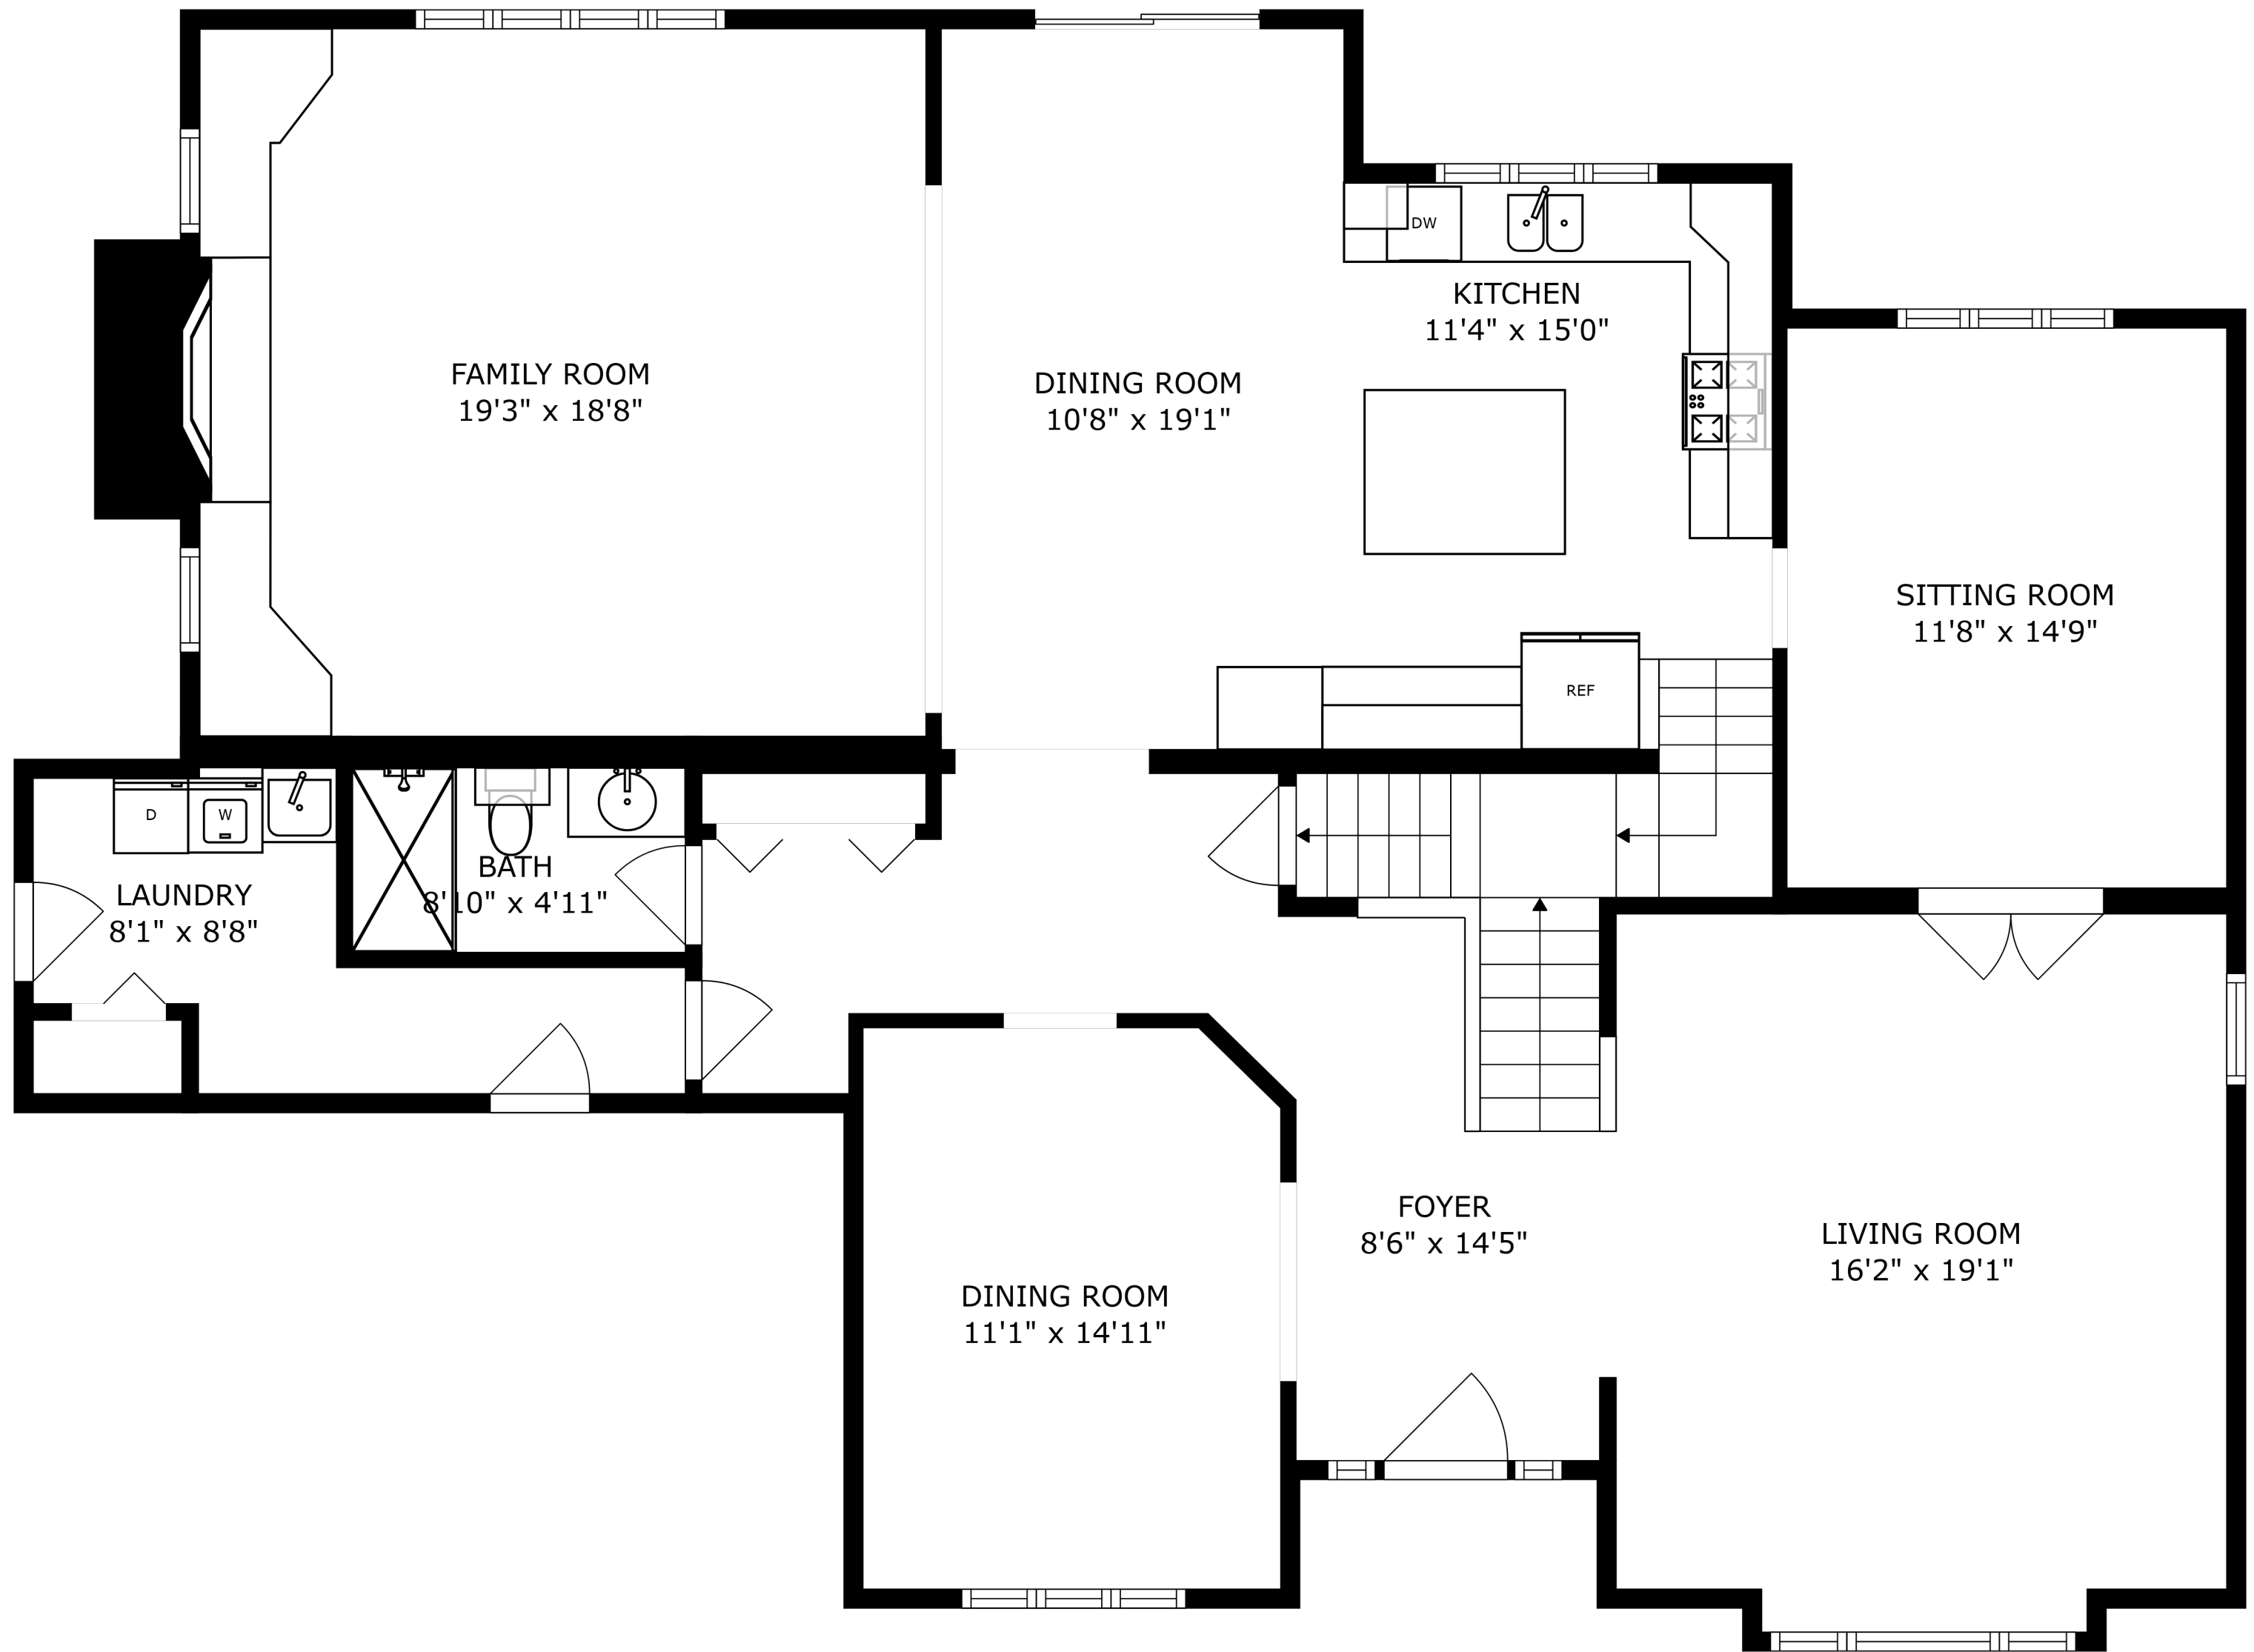 DW
KITCHEN
11'4" x 15'0"
FAMILY ROOM
19'3" x 18'8"
DINING ROOM
10'8" x 19'1"
SITTING ROOM
11'8" x 14'9"
REF
D
W
BATH
8'10" x 4'11"
LAUNDRY
8'1" x 8'8"
FOYER
8'6" x 14'5"
LIVING ROOM
16'2" x 19'1"
DINING ROOM
11'1" x 14'11"